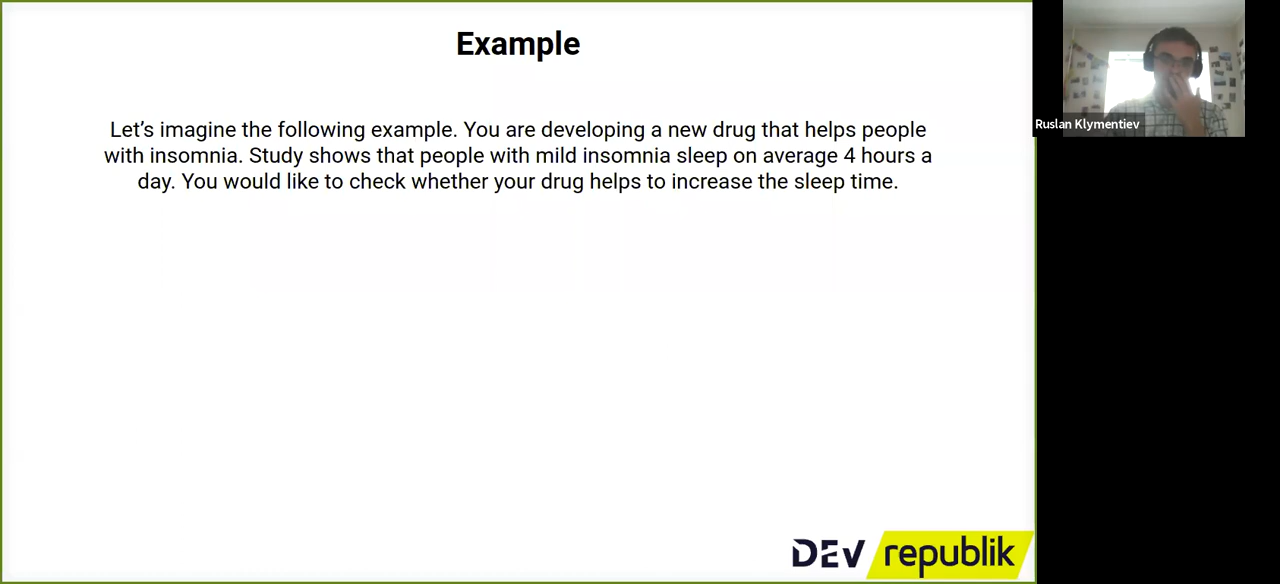 Example
Let’s imagine the following example. You are developing a new drug that helps people
with insomnia. Study shows that people with mild insomnia sleep on average 4 hours a
day. You would like to check whether your drug helps to increase the sleep time.
Ruslan Klymentiev
DEV republik